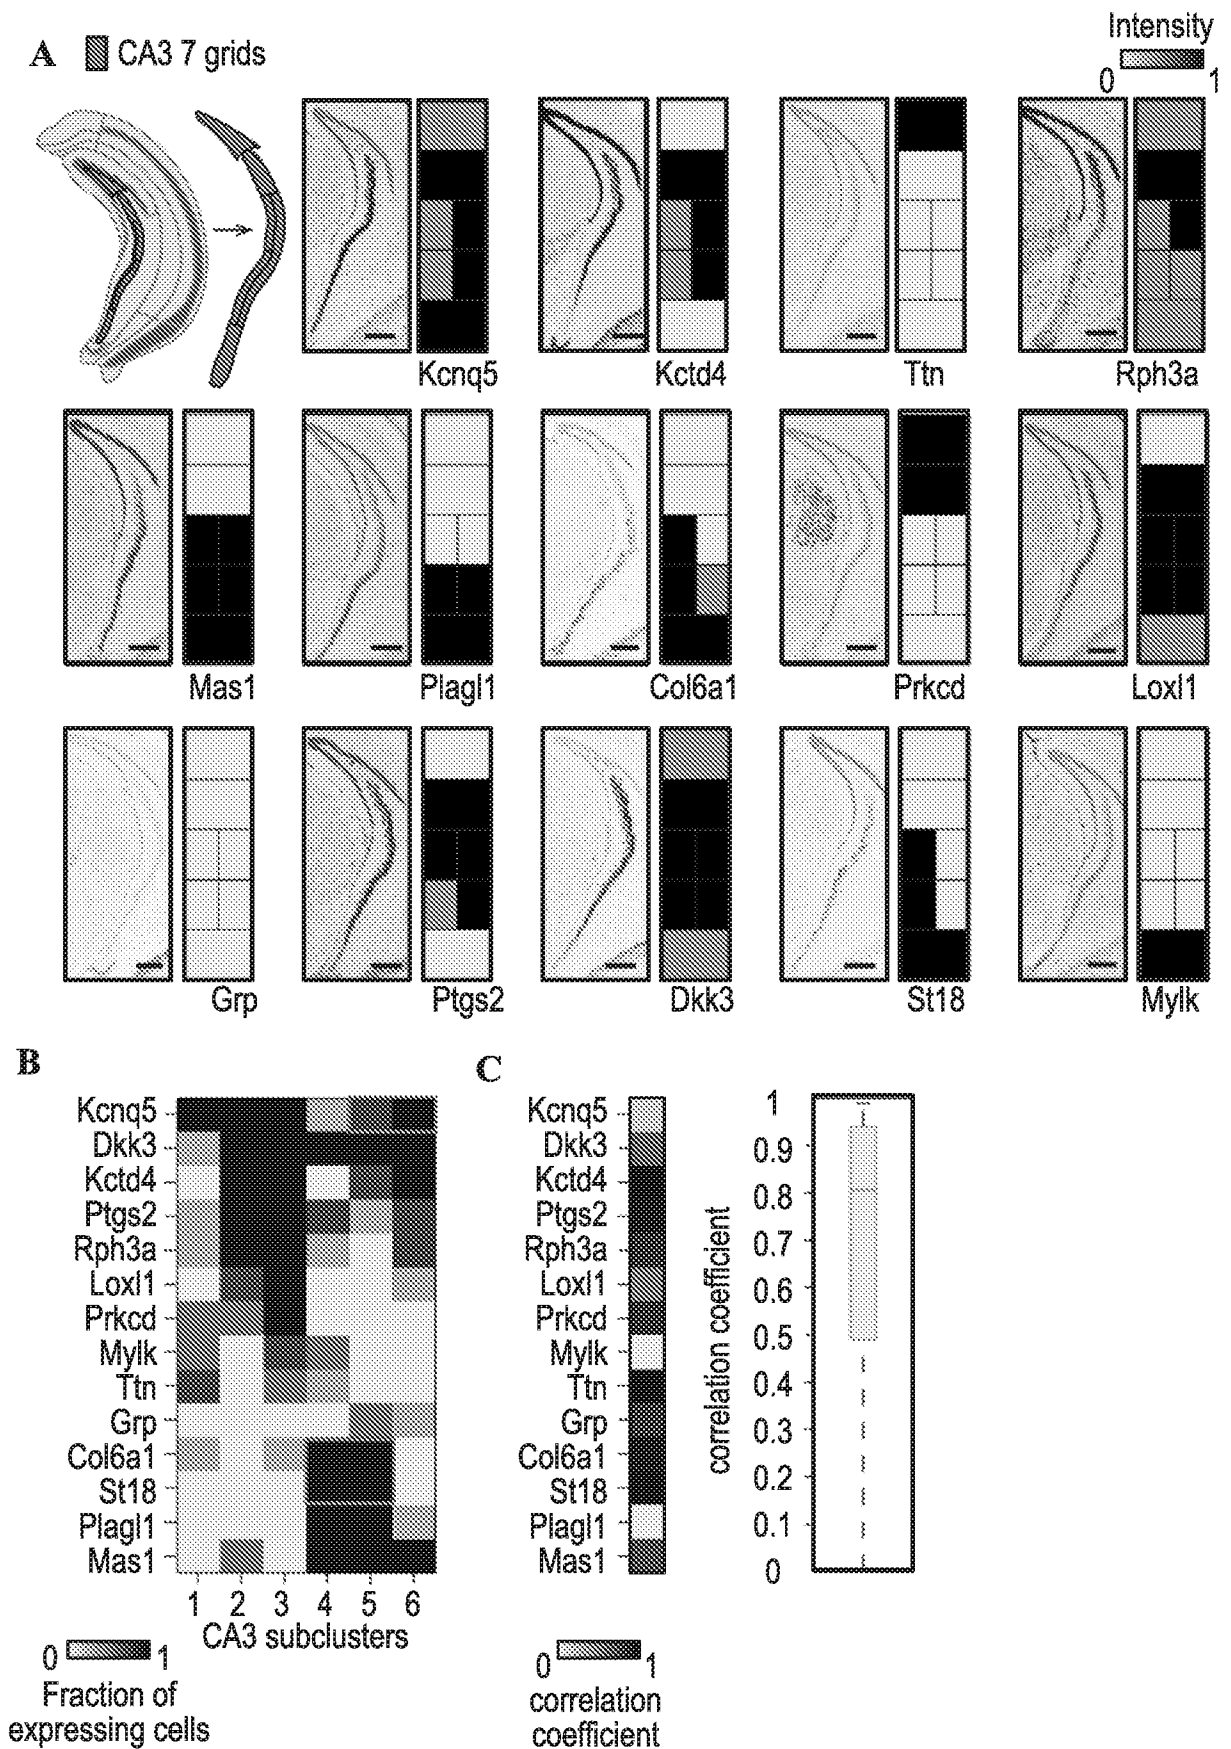 A CA3 7 grids
Intensity
0 1
Kcnq5 Kctd4 Ttn Rph3a
Mas1 Plagl1 Col6a1 Prkcd Loxl1
Grp Ptgs2 Dkk3 St18 Mylk
B
Kcnq5
Dkk3
Kctd4
Ptgs2
Rph3a
Loxl1
Prkcd
Mylk
Ttn
Grp
Col6a1
St18
Plagl1
Mas1
1 2 3 4 5 6
CA3 subclusters
0 1
Fraction of
expressing cells
C
Kcnq5
Dkk3
Kctd4
Ptgs2
Rph3a
Loxl1
Prkcd
Mylk
Ttn
Grp
Col6a1
St18
Plagl1
Mas1
0 1
correlation
coefficient
correlation coefficient
1
0.9
0.8
0.7
0.6
0.5
0.4
0.3
0.2
0.1
0